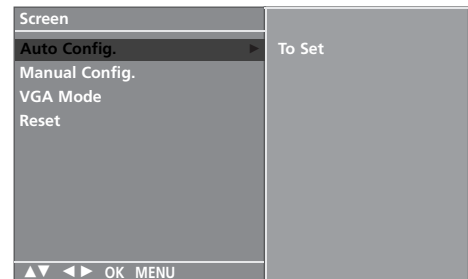 Screen
Auto Config. ► To Set
Manual Config.
VGA Mode
Reset
▲▼ ◄► OK MENU